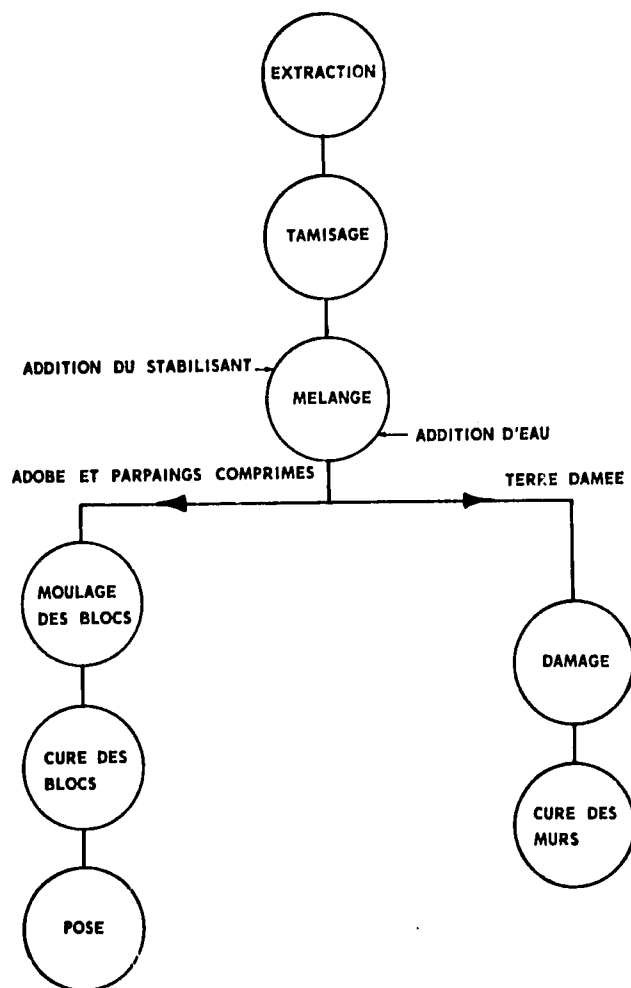 EXTRACTION
TAMISAGE
ADDITION DU STABILISANT
MELANGE
ADDITION D'EAU
ADOBE ET PARPAINGS COMPRIMES
TERRE DAMEE
MOULAGE
DES BLOCS
DAMAGE
CURE DES
BLOCS
CURE DES
MURS
POSE